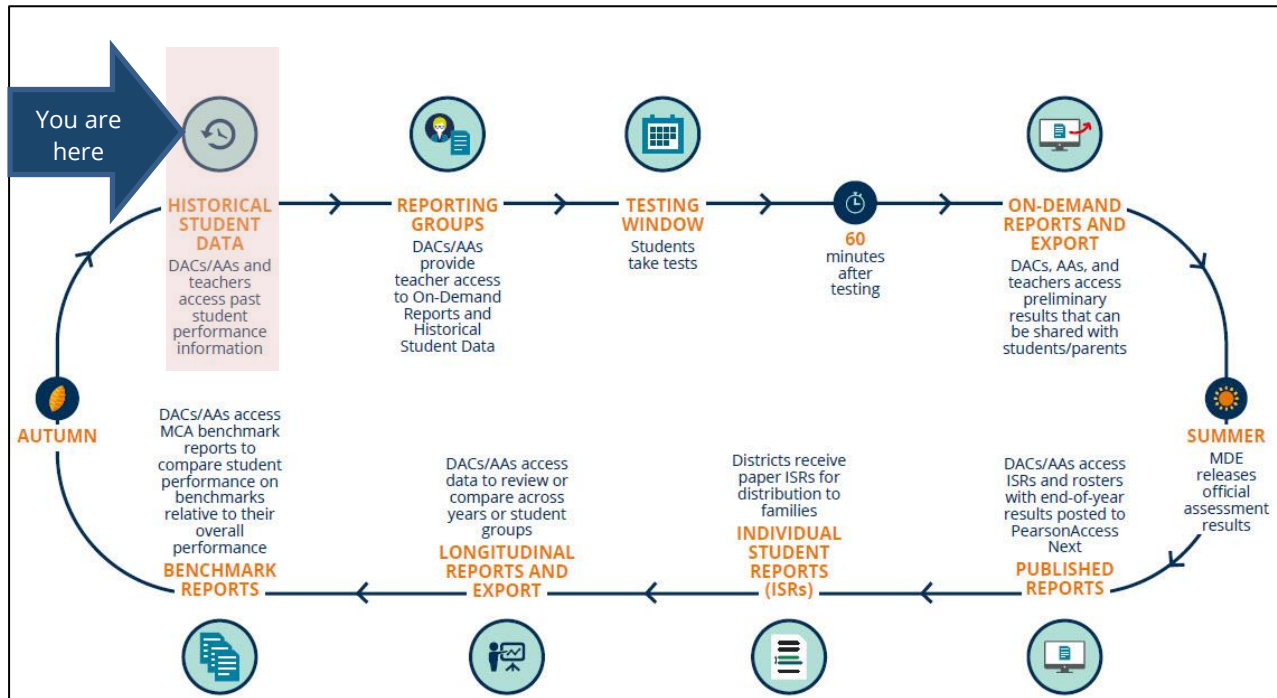 You are
here
HISTORICAL
STUDENT
DATA
DACs/AAs and
teachers
access past
student
performance
information
REPORTING
GROUPS
DACs/AAs
provide
teacher access
to On-Demand
Reports and
Historical
Student Data
TESTING
WINDOW
Students
take tests
60
minutes
after
testing
ON-DEMAND
REPORTS AND
EXPORT
DACs, AAs, and
teachers access
preliminary
results that can
be shared with
students/parents
SUMMER
MDE
releases
official
assessment
results
DACs/AAs access
ISRs and rosters
with end-of-year
results posted to
PearsonAccess
Next
PUBLISHED
REPORTS
Districts receive
paper ISRs for
distribution to
families
INDIVIDUAL
STUDENT
REPORTS
(ISRs)
DACs/AAs access
data to review or
compare across
years or student
groups
LONGITUDINAL
REPORTS AND
EXPORT
DACs/AAs access
MCA benchmark
reports to
compare student
performance on
benchmarks
relative to their
overall
performance
BENCHMARK
REPORTS
AUTUMN